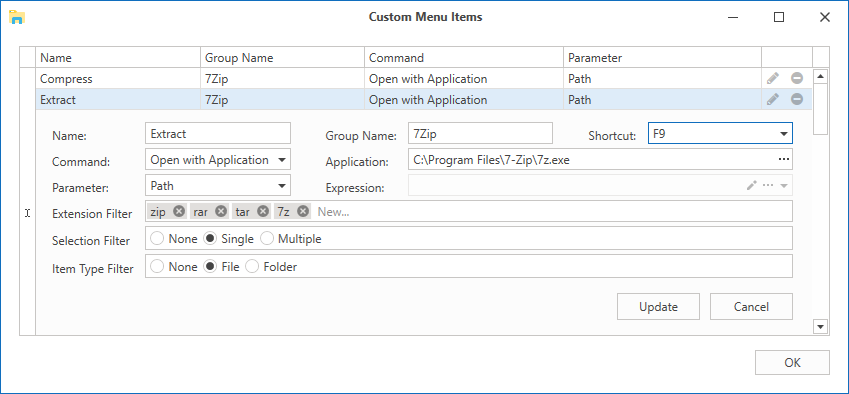 Custom Menu Items
Name Group Name Command Parameter
Compress 7Zip Open with Application Path
Extract 7Zip Open with Application Path
Name: Extract Group Name: 7Zip Shortcut: F9
Command: Open with Application Application: C:\Program Files\7-Zip\7z.exe
Parameter: Path Expression:
Extension Filter zip rar tar 7z New...
Selection Filter None Single Multiple
Item Type Filter None File Folder
Update Cancel
OK